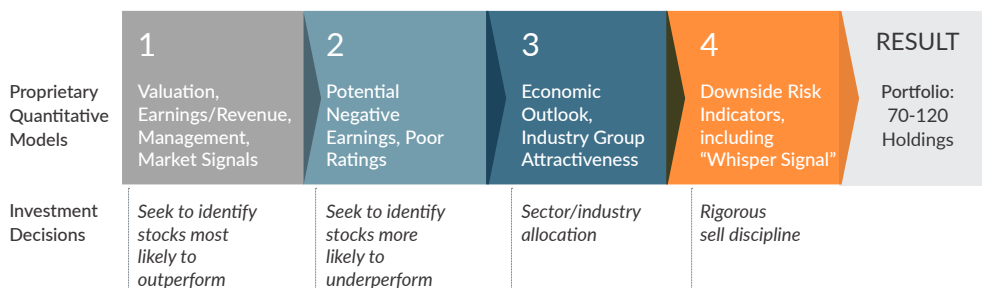 1
2
3
4
RESULT
Proprietary
Quantitative
Models
Valuation,
Earnings/Revenue,
Management,
Market Signals
Potential
Negative
Earnings, Poor
Ratings
Economic
Outlook,
Industry Group
Attractiveness
Downside Risk
Indicators,
including
“Whisper Signal”
Portfolio:
70-120
Holdings
Investment
Decisions
Seek to identify
stocks most
likely to
outperform
Seek to identify
stocks more
likely to
underperform
Sector/industry
allocation
Rigorous
sell discipline